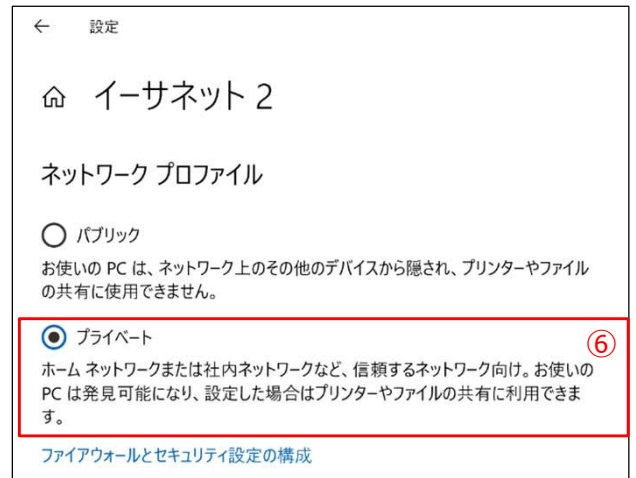 ← 設定
イーサネット 2
ネットワーク プロファイル
パブリック
お使いの PC は、ネットワーク上のその他のデバイスから隠され、プリンターやファイル
の共有に使用できません。
プライベート ⑥
ホーム ネットワークまたは社内ネットワークなど、信頼するネットワーク向け。お使いの
PC は発見可能になり、設定した場合はプリンターやファイルの共有に利用できま
す。
ファイアウォールとセキュリティ設定の構成